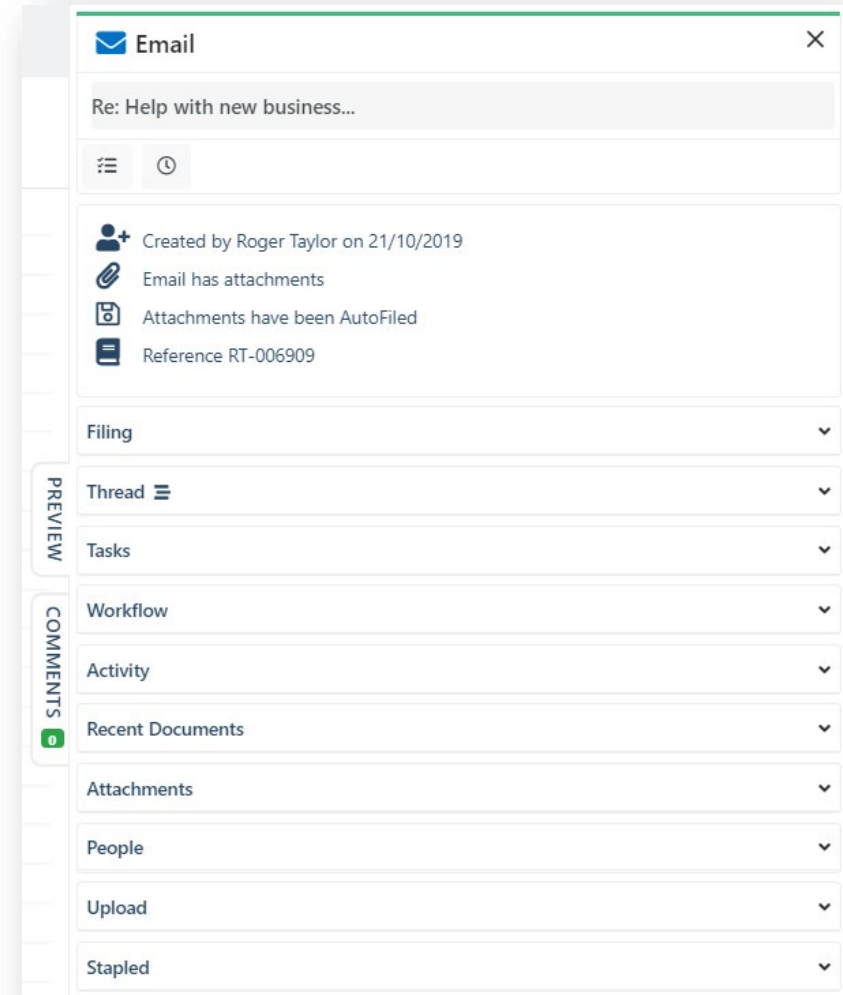 Email
Re: Help with new business...
Created by Roger Taylor on 21/10/2019
Email has attachments
Attachments have been AutoFiled
Reference RT-006909
Filing
Thread
Tasks
Workflow
Activity
Recent Documents
Attachments
People
Upload
Stapled
PREVIEW
COMMENTS 0